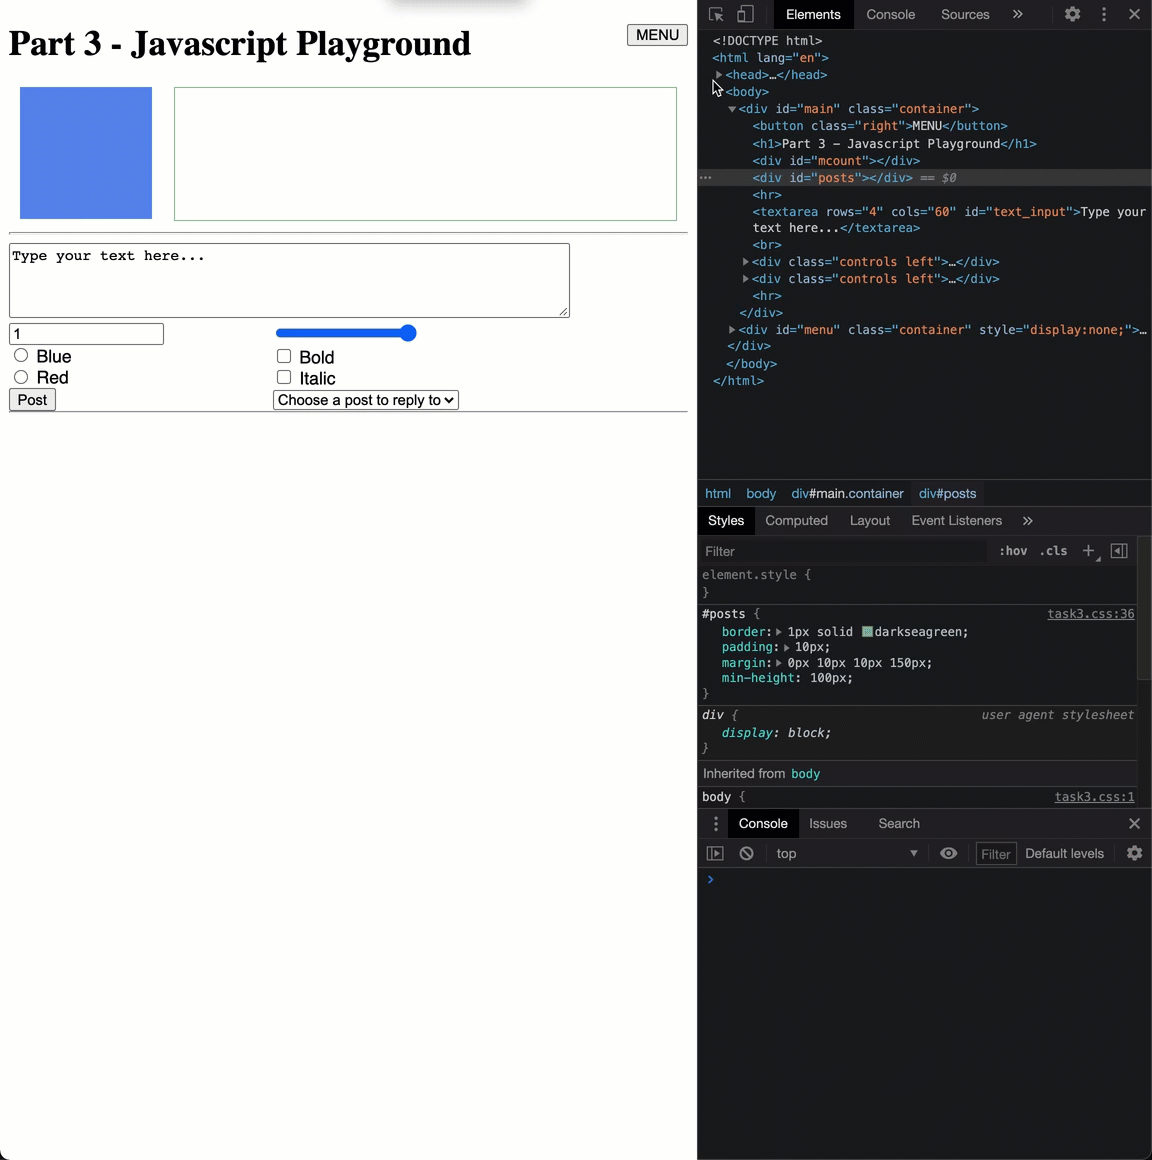 Part 3 - Javascript Playground
MENU
Type your text here...
1
Blue
Bold
Red
Italic
Post
Choose a post to reply to
Elements
Console
Sources
»
<!DOCTYPE html>
<html lang="en">
<head>…</head>
<body>
<div id="main" class="container">
<button class="right">MENU</button>
<h1>Part 3 – Javascript Playground</h1>
<div id="mcount"></div>
… <div id="posts"></div> == $0
<hr>
<textarea rows="4" cols="60" id="text_input">Type your
text here...</textarea>
<br>
<div class="controls left">…</div>
<div class="controls left">…</div>
<hr>
</div>
<div id="menu" class="container" style="display:none;">…
</div>
</body>
</html>
html body div#main.container div#posts
Styles Computed Layout Event Listeners »
Filter :hov .cls +
element.style {
}
#posts { task3.css:36
border: 1px solid darkseagreen;
padding: 10px;
margin: 0px 10px 10px 150px;
min-height: 100px;
}
div { user agent stylesheet
display: block;
}
Inherited from body
body { task3.css:1
Console Issues Search
top Filter Default levels
>